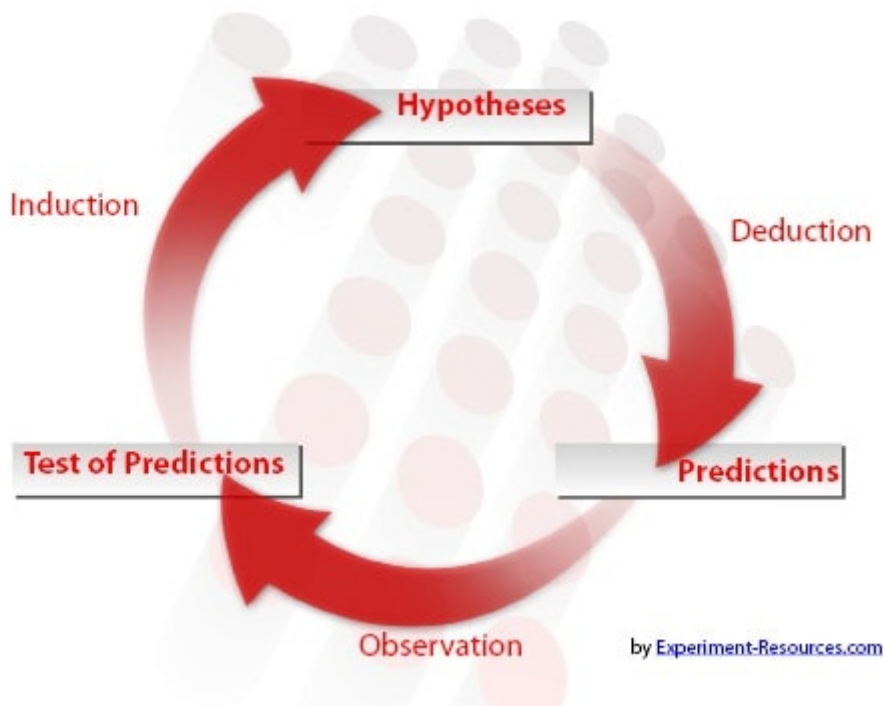 Hypotheses
Induction
Deduction
Test of Predictions
Predictions
Observation
by Experiment-Resources.com